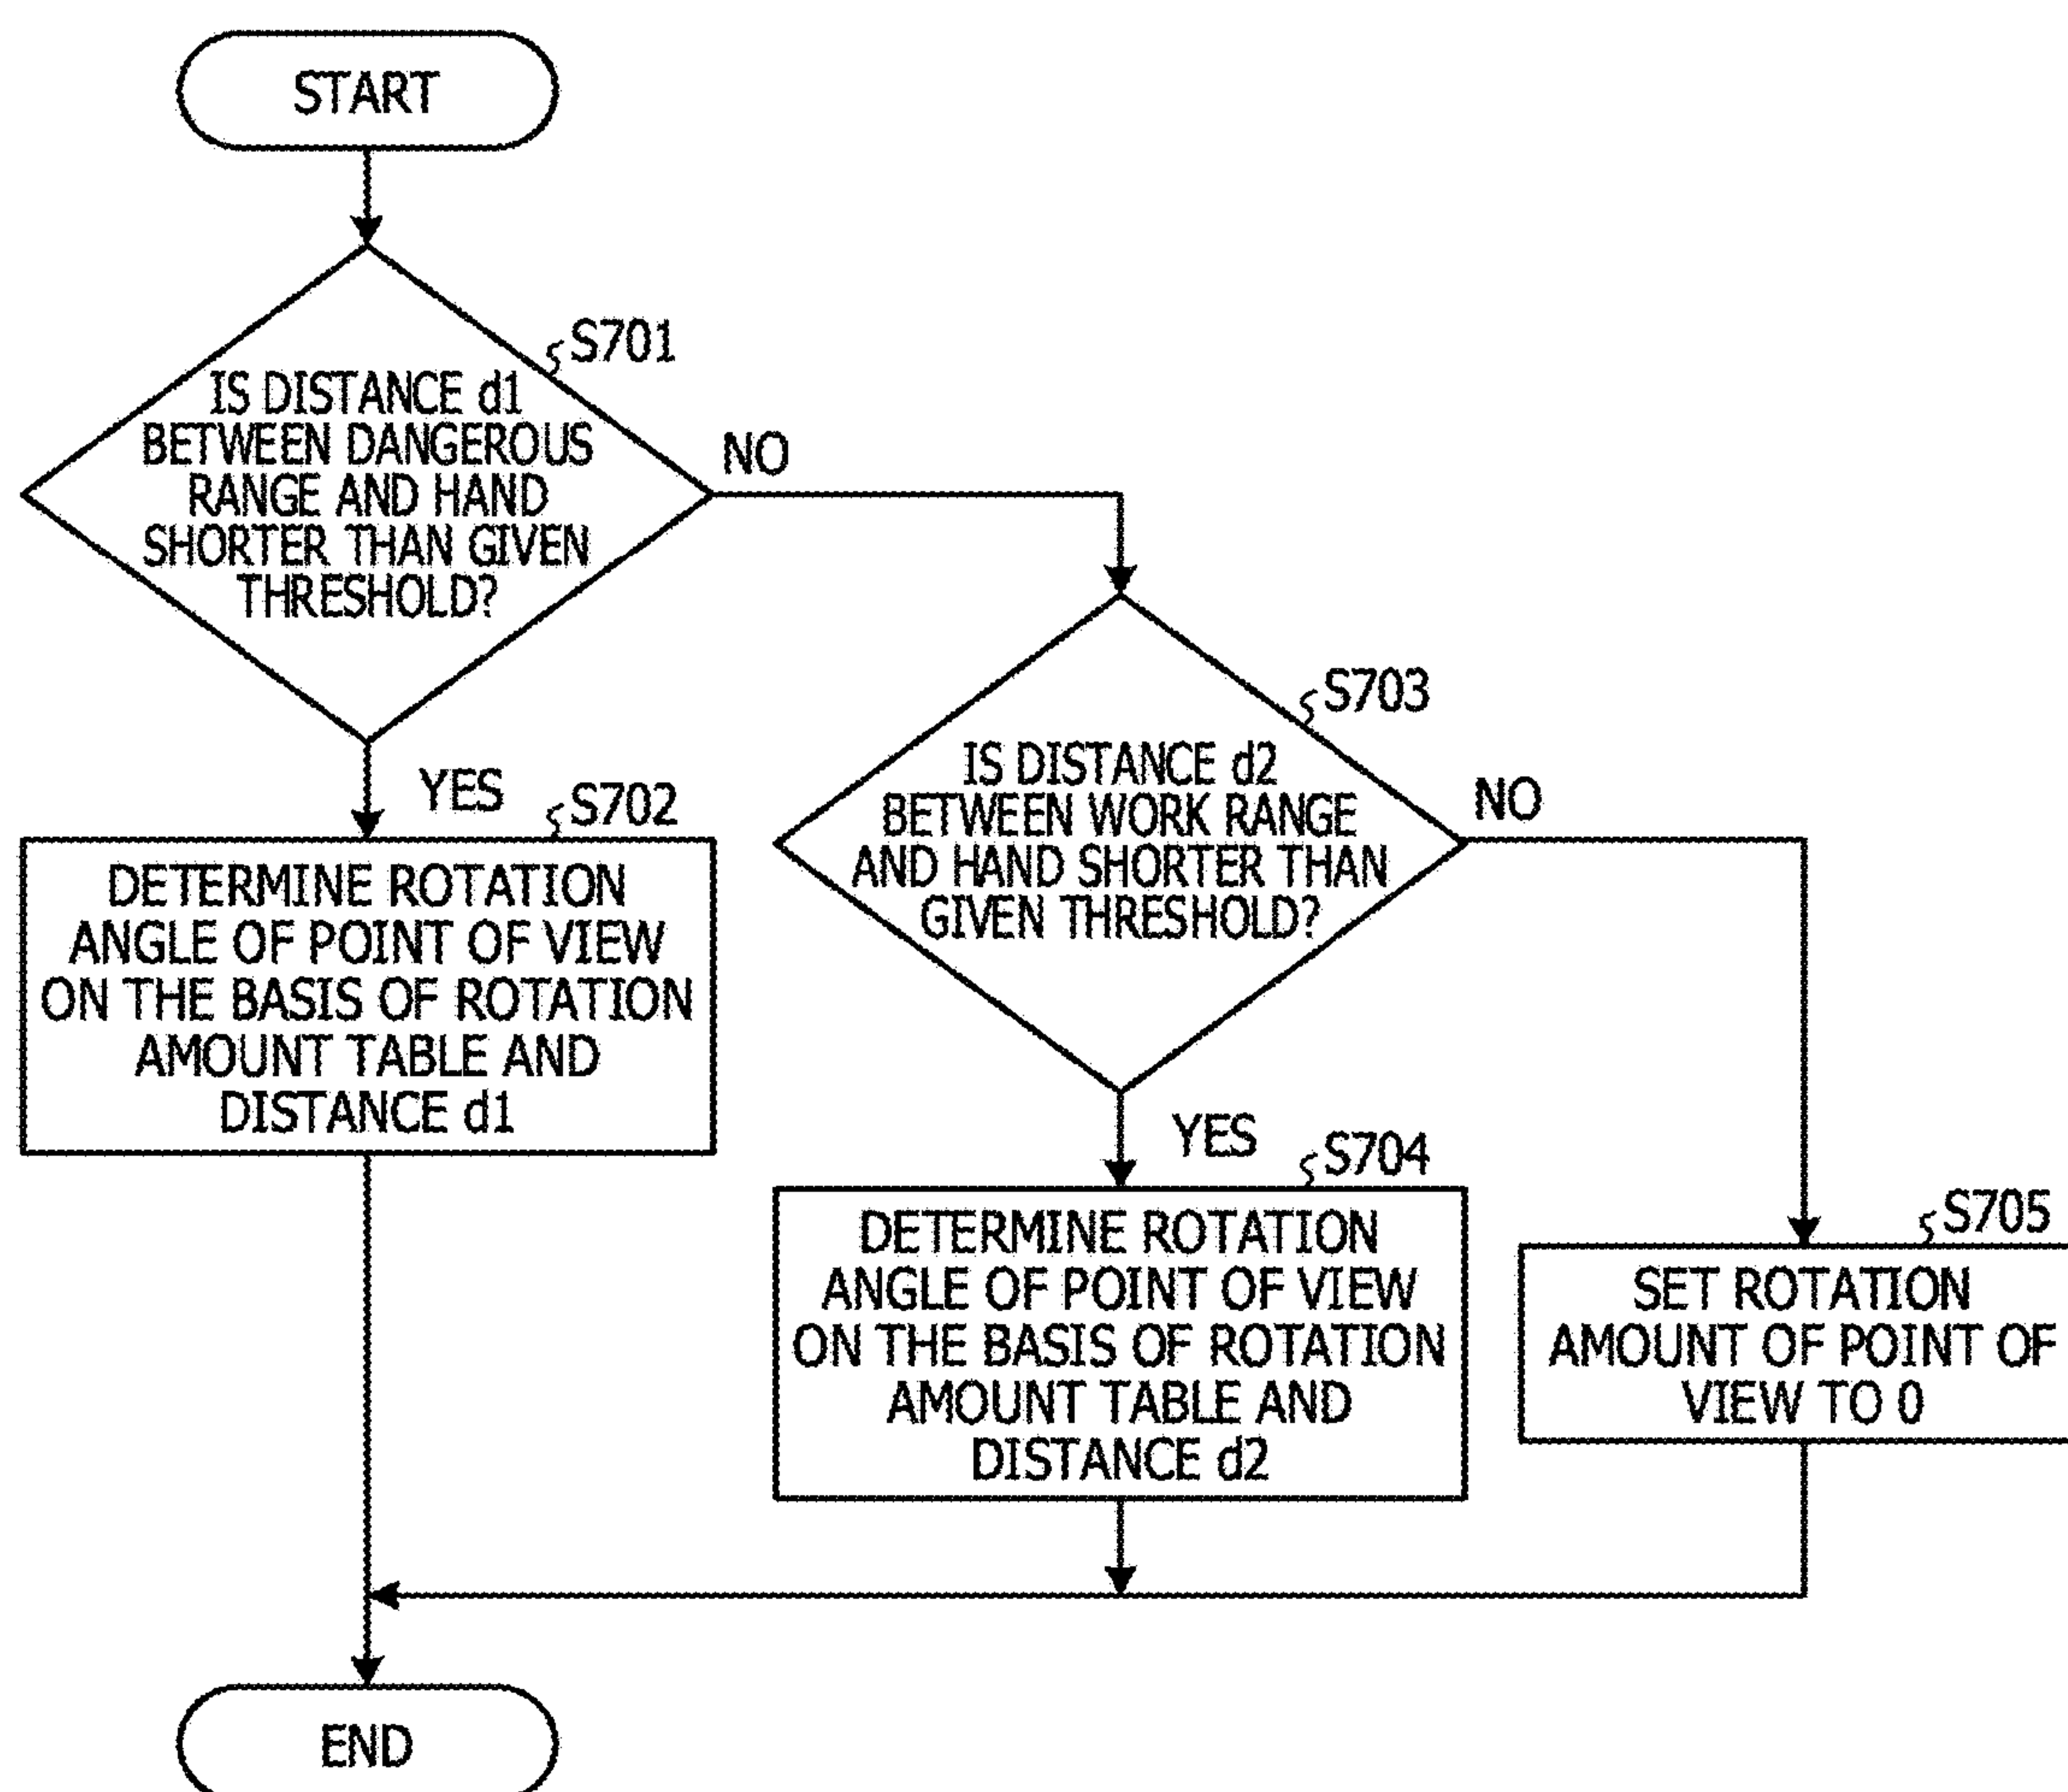 START
S701
IS DISTANCE d1
BETWEEN DANGEROUS
RANGE AND HAND
SHORTER THAN GIVEN
THRESHOLD?
NO
YES
S702
DETERMINE ROTATION
ANGLE OF POINT OF VIEW
ON THE BASIS OF ROTATION
AMOUNT TABLE AND
DISTANCE d1
S703
IS DISTANCE d2
BETWEEN WORK RANGE
AND HAND SHORTER THAN
GIVEN THRESHOLD?
NO
YES
S704
DETERMINE ROTATION
ANGLE OF POINT OF VIEW
ON THE BASIS OF ROTATION
AMOUNT TABLE AND
DISTANCE d2
S705
SET ROTATION
AMOUNT OF POINT OF
VIEW TO 0
END